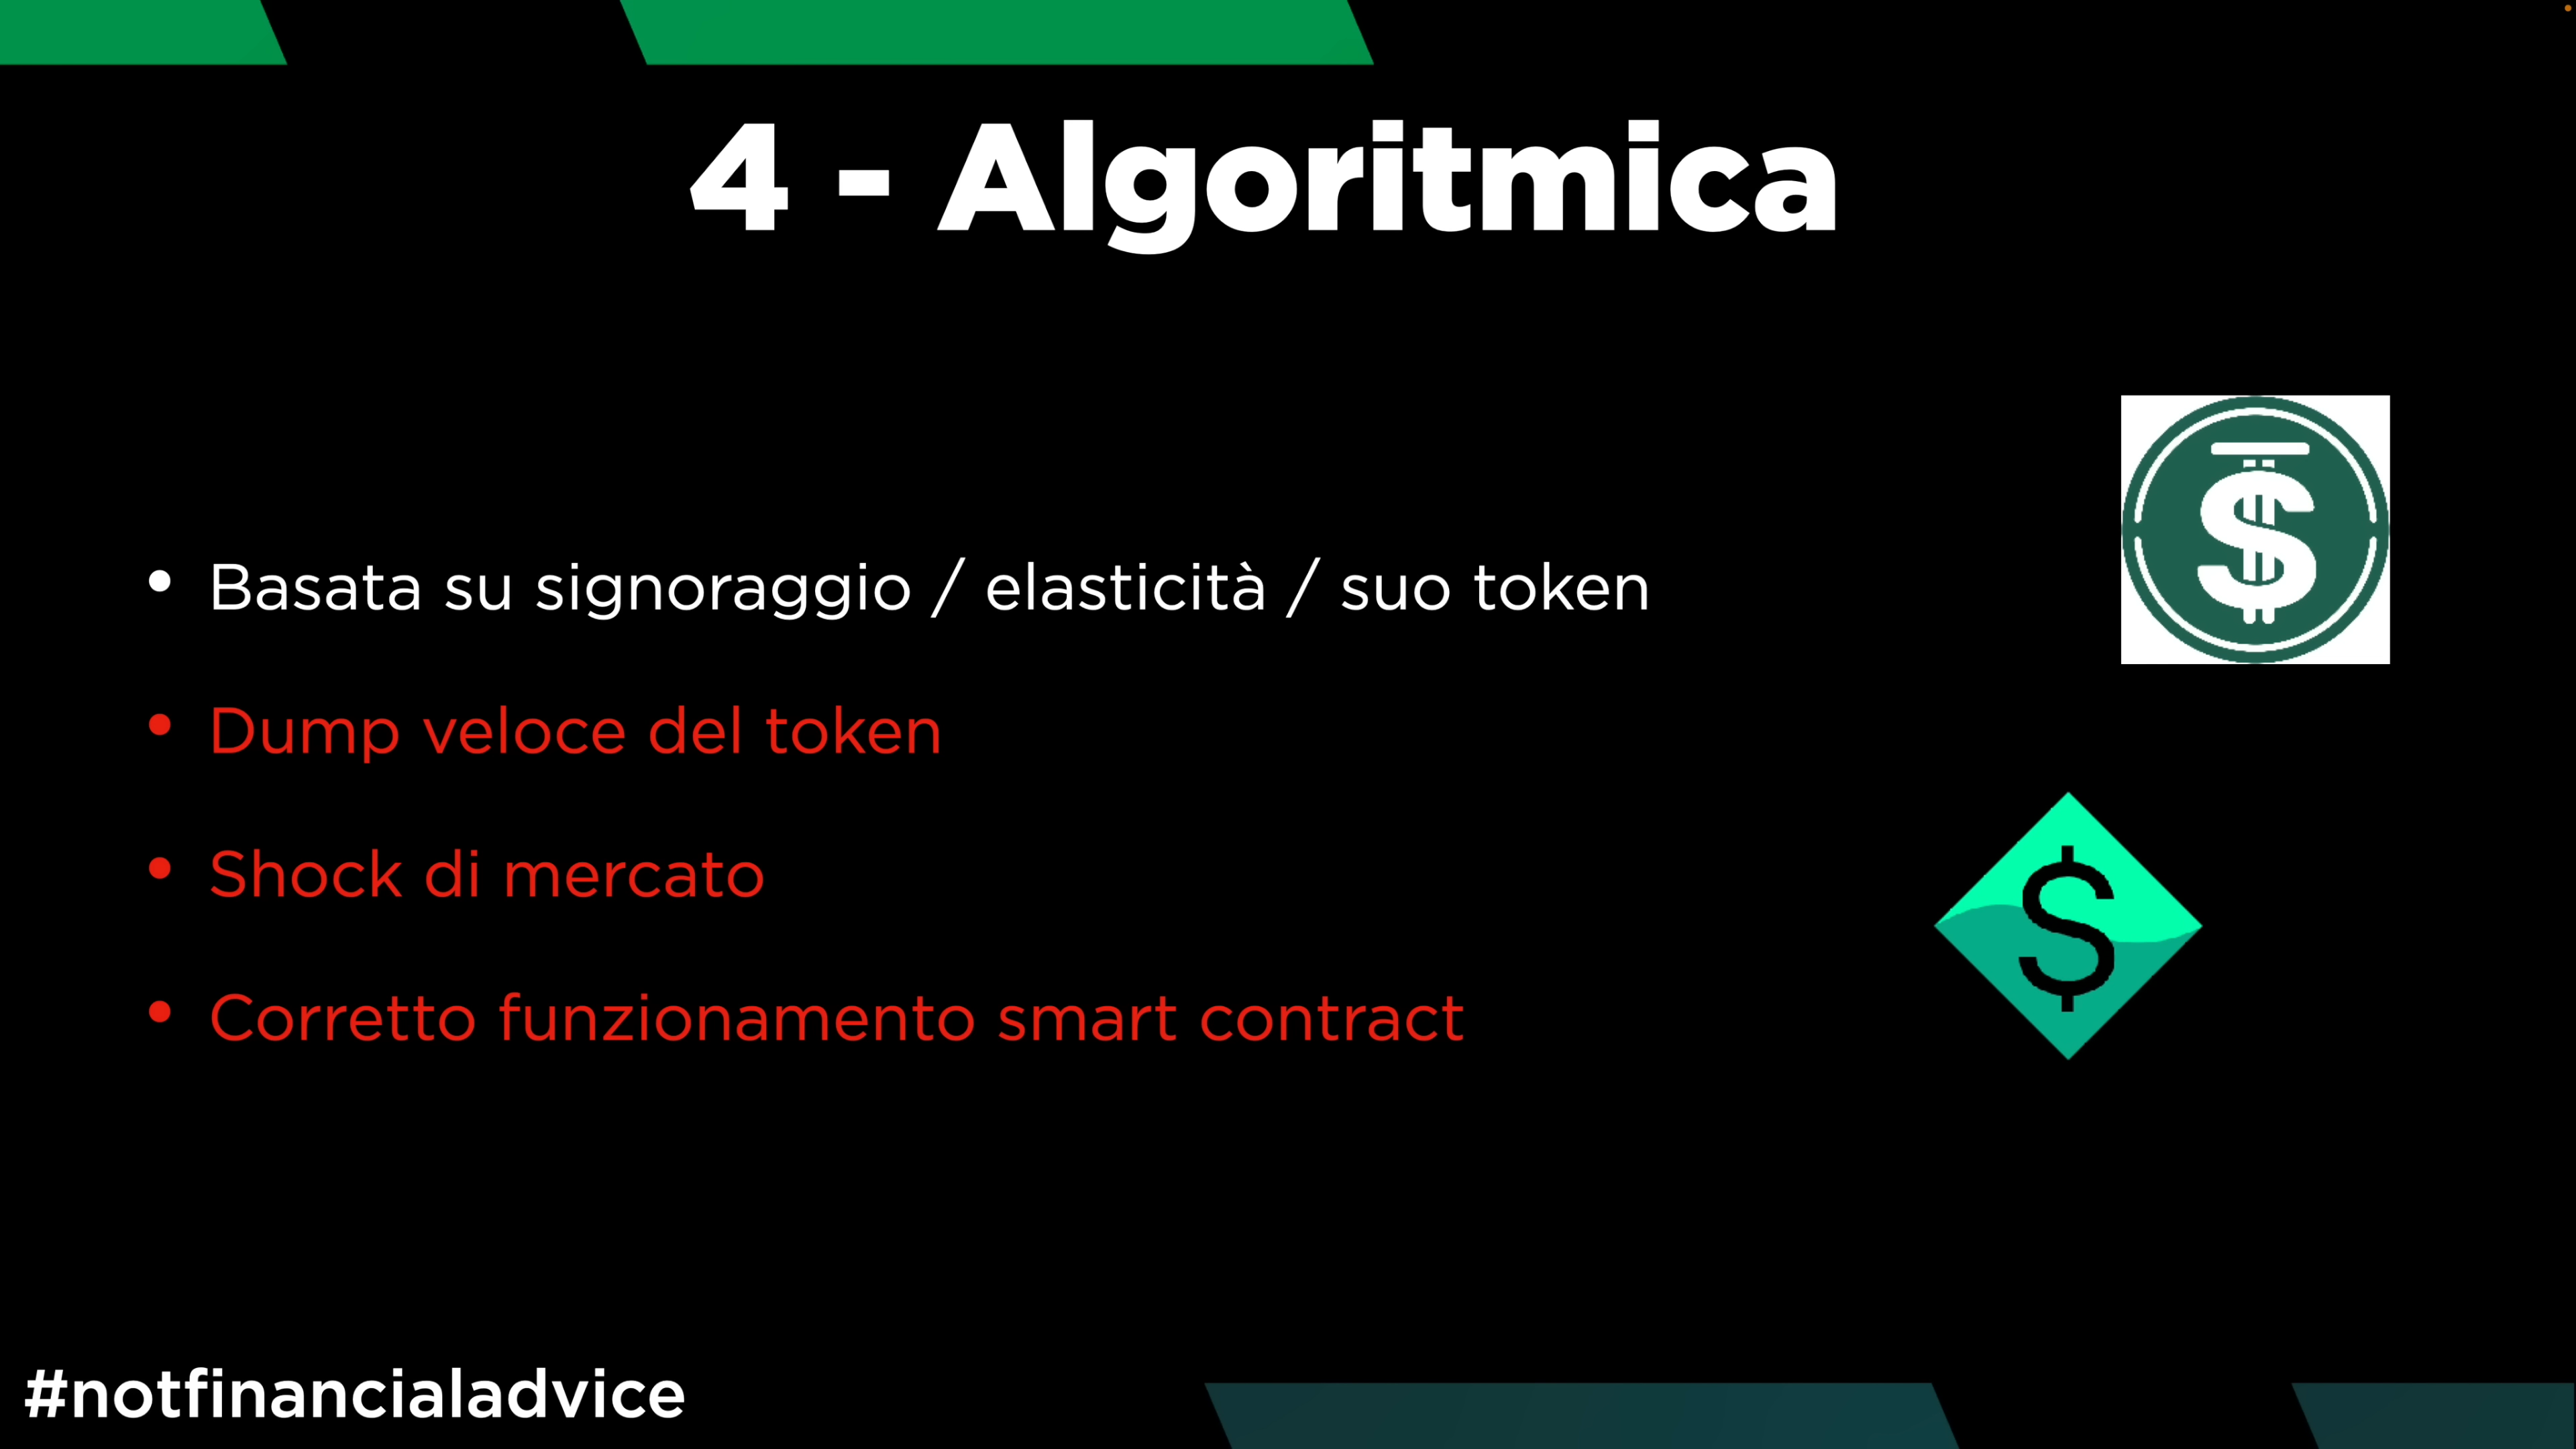 4 - Algoritmica
• Basata su signoraggio / elasticità / suo token
• Dump veloce del token
• Shock di mercato
• Corretto funzionamento smart contract
#notfinancialadvice